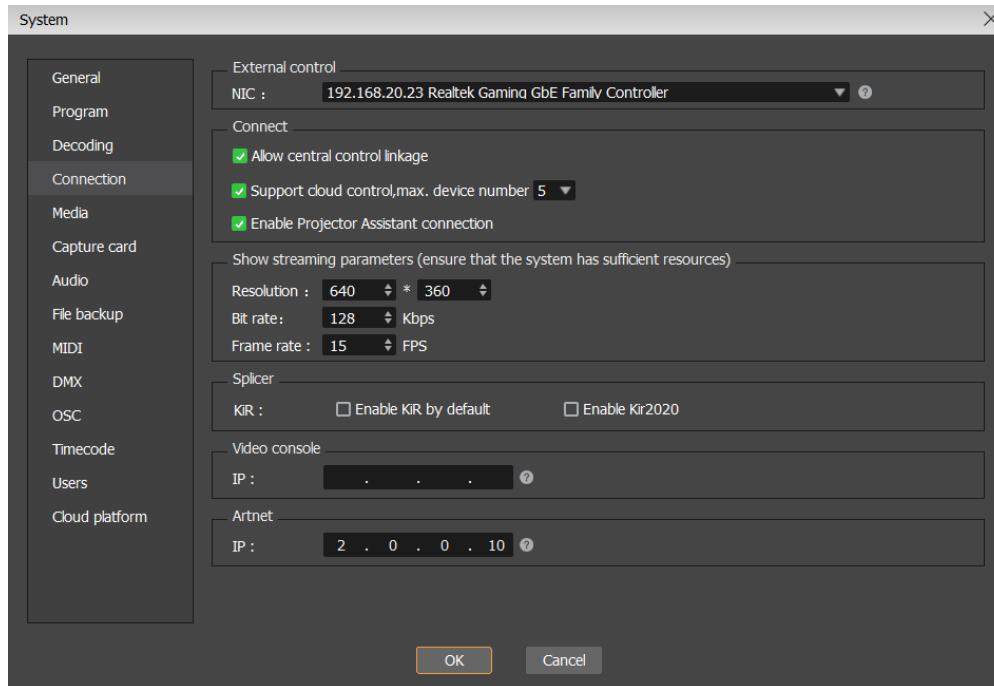 System
General
Program
Decoding
Connection
Media
Capture card
Audio
File backup
MIDI
DMX
OSC
Timecode
Users
Cloud platform
External control
NIC : 192.168.20.23 Realtek Gaming GbE Family Controller ?
Connect
Allow central control linkage
Support cloud control,max. device number 5
Enable Projector Assistant connection
Show streaming parameters (ensure that the system has sufficient resources)
Resolution : 640 * 360
Bit rate: 128 Kbps
Frame rate : 15 FPS
Splicer
KiR : Enable KiR by default Enable Kir2020
Video console
IP : . . . ?
Artnet
IP : 2 . 0 . 0 . 10 ?
OK Cancel